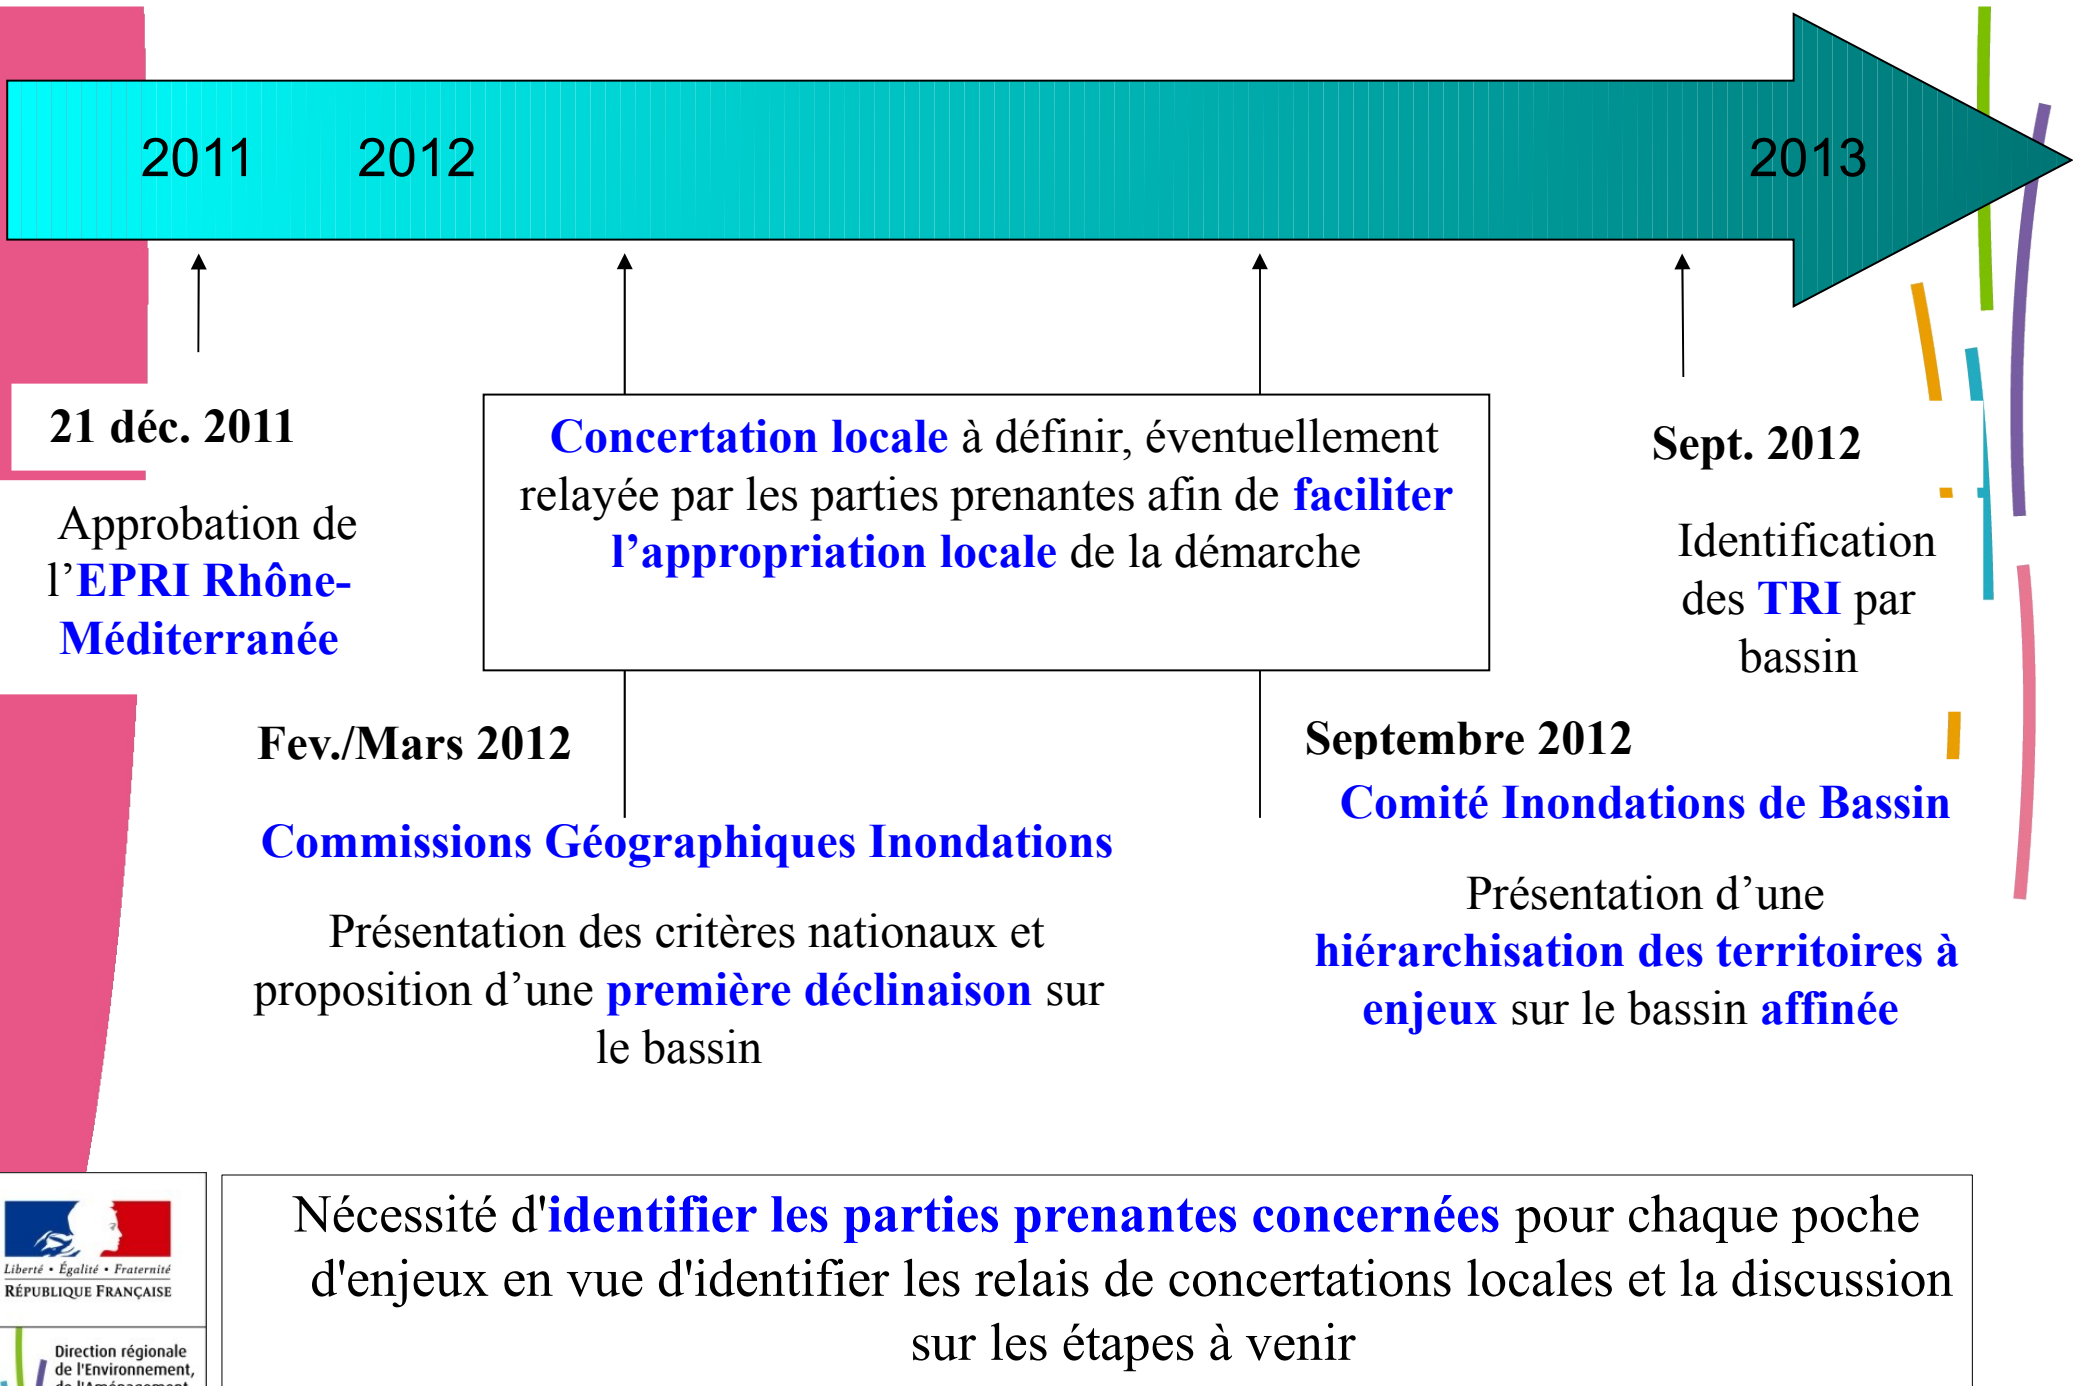 2011 2012 2013
21 déc. 2011
Approbation de
l’EPRI Rhône-
Méditerranée
Concertation locale à définir, éventuellement
relayée par les parties prenantes afin de faciliter
l’appropriation locale de la démarche
Sept. 2012
Identification
des TRI par
bassin
Fev./Mars 2012
Commissions Géographiques Inondations
Présentation des critères nationaux et
proposition d’une première déclinaison sur
le bassin
Septembre 2012
Comité Inondations de Bassin
Présentation d’une
hiérarchisation des territoires à
enjeux sur le bassin affinée
Nécessité d'identifier les parties prenantes concernées pour chaque poche
d'enjeux en vue d'identifier les relais de concertations locales et la discussion
sur les étapes à venir
Liberté • Égalité • Fraternité
RÉPUBLIQUE FRANÇAISE
Direction régionale
de l'Environnement,
de l'Aménagement